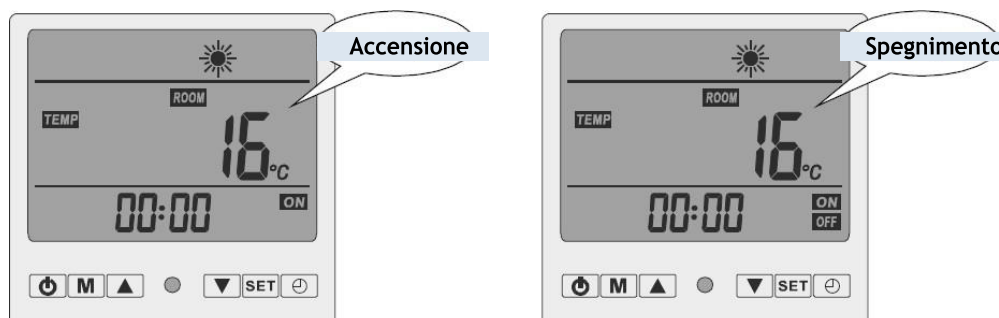 Accensione
ROOM
TEMP
16°C
00:00 ON
M SET
Spegnimento
ROOM
TEMP
16°C
00:00 ON
OFF
M SET